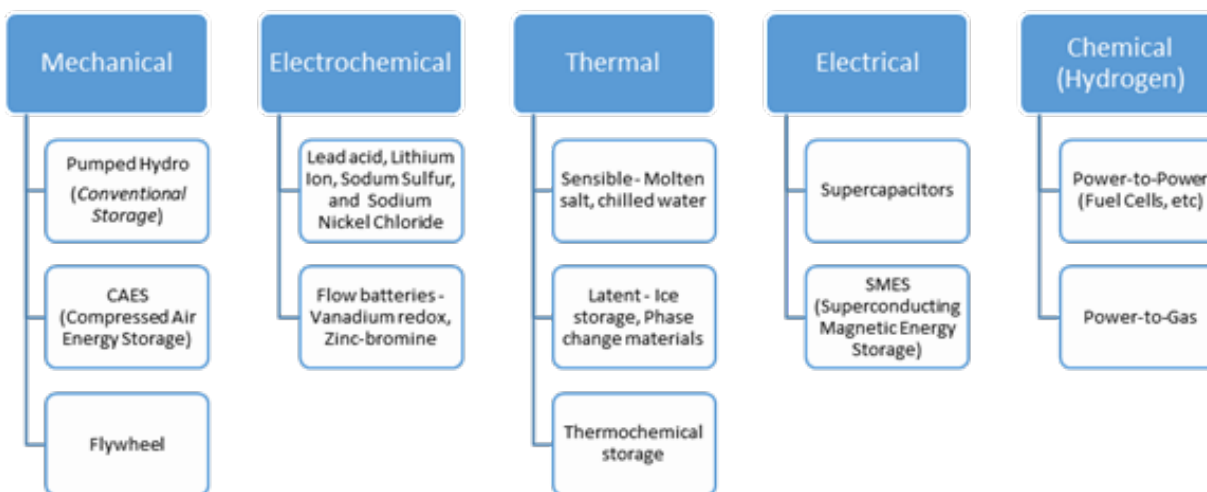 Mechanical
Pumped Hydro
(Conventional
Storage)
CAES
(Compressed Air
Energy Storage)
Flywheel
Electrochemical
Lead acid, Lithium
Ion, Sodum Sulfur,
and Sodium
Nickel Chloride
Flow batteries -
Vanadium redox,
Zinc-bromine
Thermal
Sensible - Molten
salt, chilled water
Latent - Ice
storage, Phase
change materials
Thermochemical
storage
Electrical
Supercapacitors
SMES
(Superconducting
Magnetic Energy
Storage)
Chemical
(Hydrogen)
Power-to-Power
(Fuel Cells, etc)
Power-to-Gas